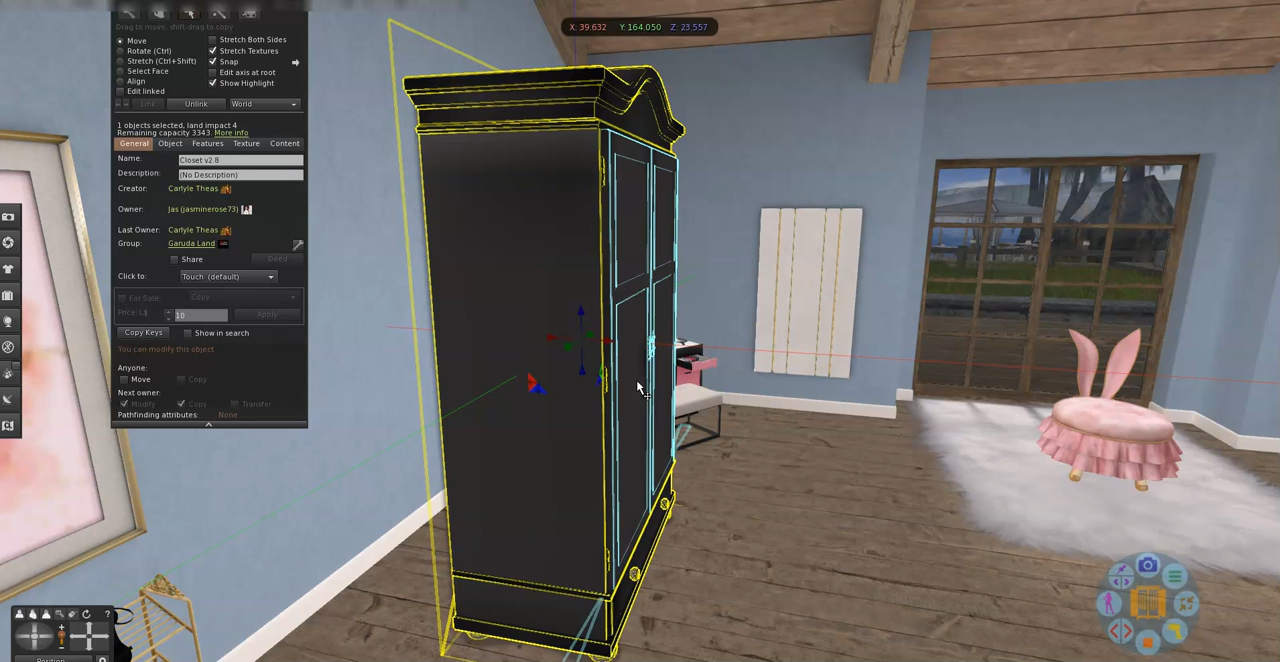 Drag to move, shift-drag to copy
X: 39.632 Y:164.050 Z: 23.557
Move
Stretch Both Sides
Rotate (Ctrl)
Stretch Textures
Stretch (Ctrl+Shift)
Snap
Select Face
Edit axis at root
Align
Show Highlight
Edit linked
Link
Unlink
World
1 objects selected, land impact 4
Remaining capacity 3343. More info
General Object Features Texture Content
Name: Closet v2.8
Description: (No Description)
Creator: Carlyle Theas
Owner: Jas (jasminerose73)
Last Owner: Carlyle Theas
Group: Garuda Land
Share
Deed
Click to: Touch (default)
For Sale: Copy
Price: L$ 10 Apply
Copy Keys Show in search
You can modify this object
Anyone:
Move Copy
Next owner:
Modify Copy Transfer
Pathfinding attributes: None
?
Position